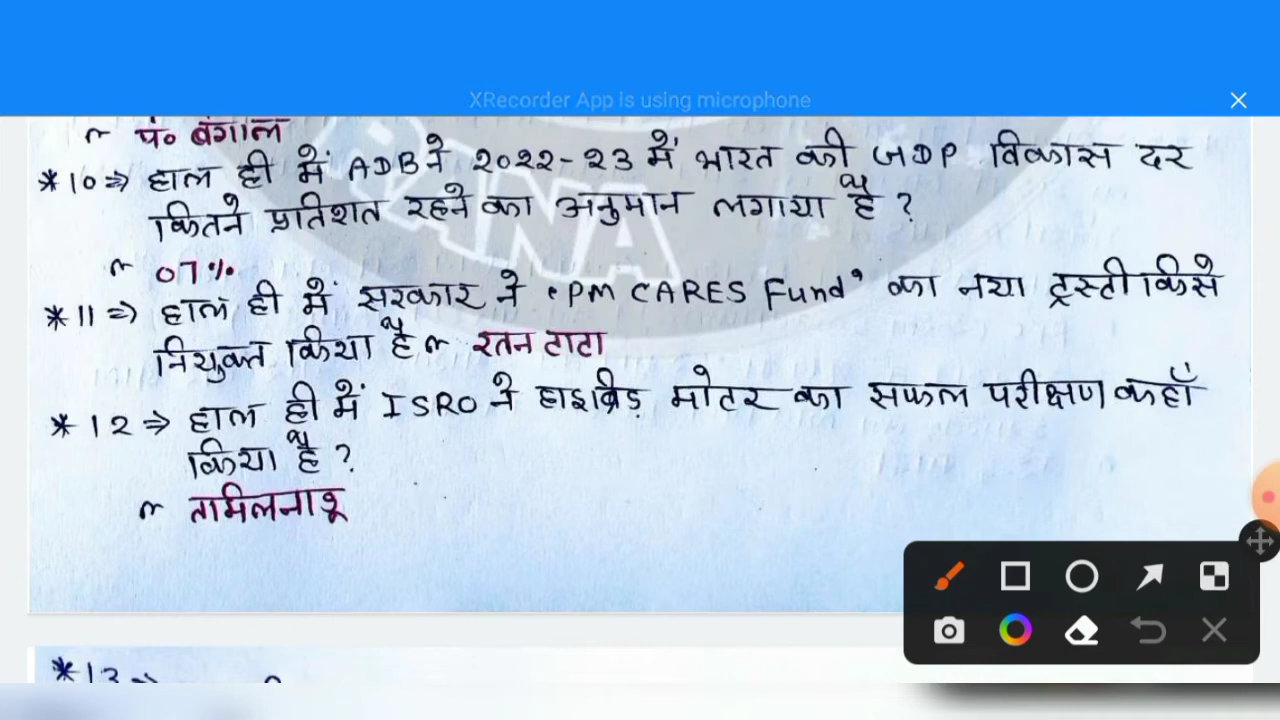 XRecorder App is using microphone
~ पं० बंगाल
*10⇒ हाल ही में ADB ने 2022-23 में भारत की GDP विकास दर
कितने प्रतिशत रहने का अनुमान लगाया है ?
~ 07%
*11⇒ हाल ही में सरकार ने 'PM CARES Fund' का नया ट्रस्टी किसे
नियुक्त किया है ~ रतन टाटा
*12⇒ हाल ही में ISRO ने हाइब्रिड़ मोटर का सफल परीक्षण कहाँ
किया है ?
~ तामिलनाडू
RANA
*13⇒